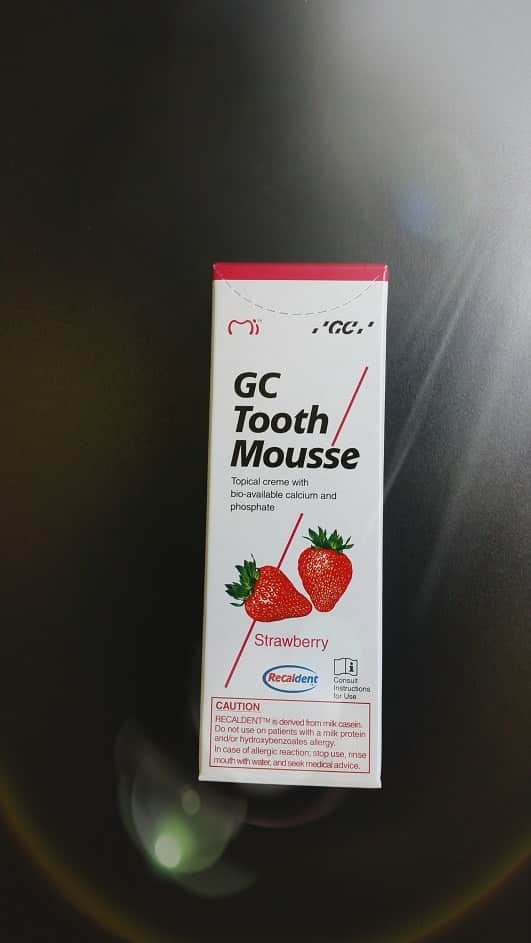 Mi™ GC
GC
Tooth
Mousse
Topical creme with
bio-available calcium and
phosphate
Strawberry
Recaldent
Consult
Instructions
for Use
CAUTION
RECALDENT™ is derived from milk casein.
Do not use on patients with a milk protein
and/or hydroxybenzoates allergy.
In case of allergic reaction, stop use, rinse
mouth with water, and seek medical advice.